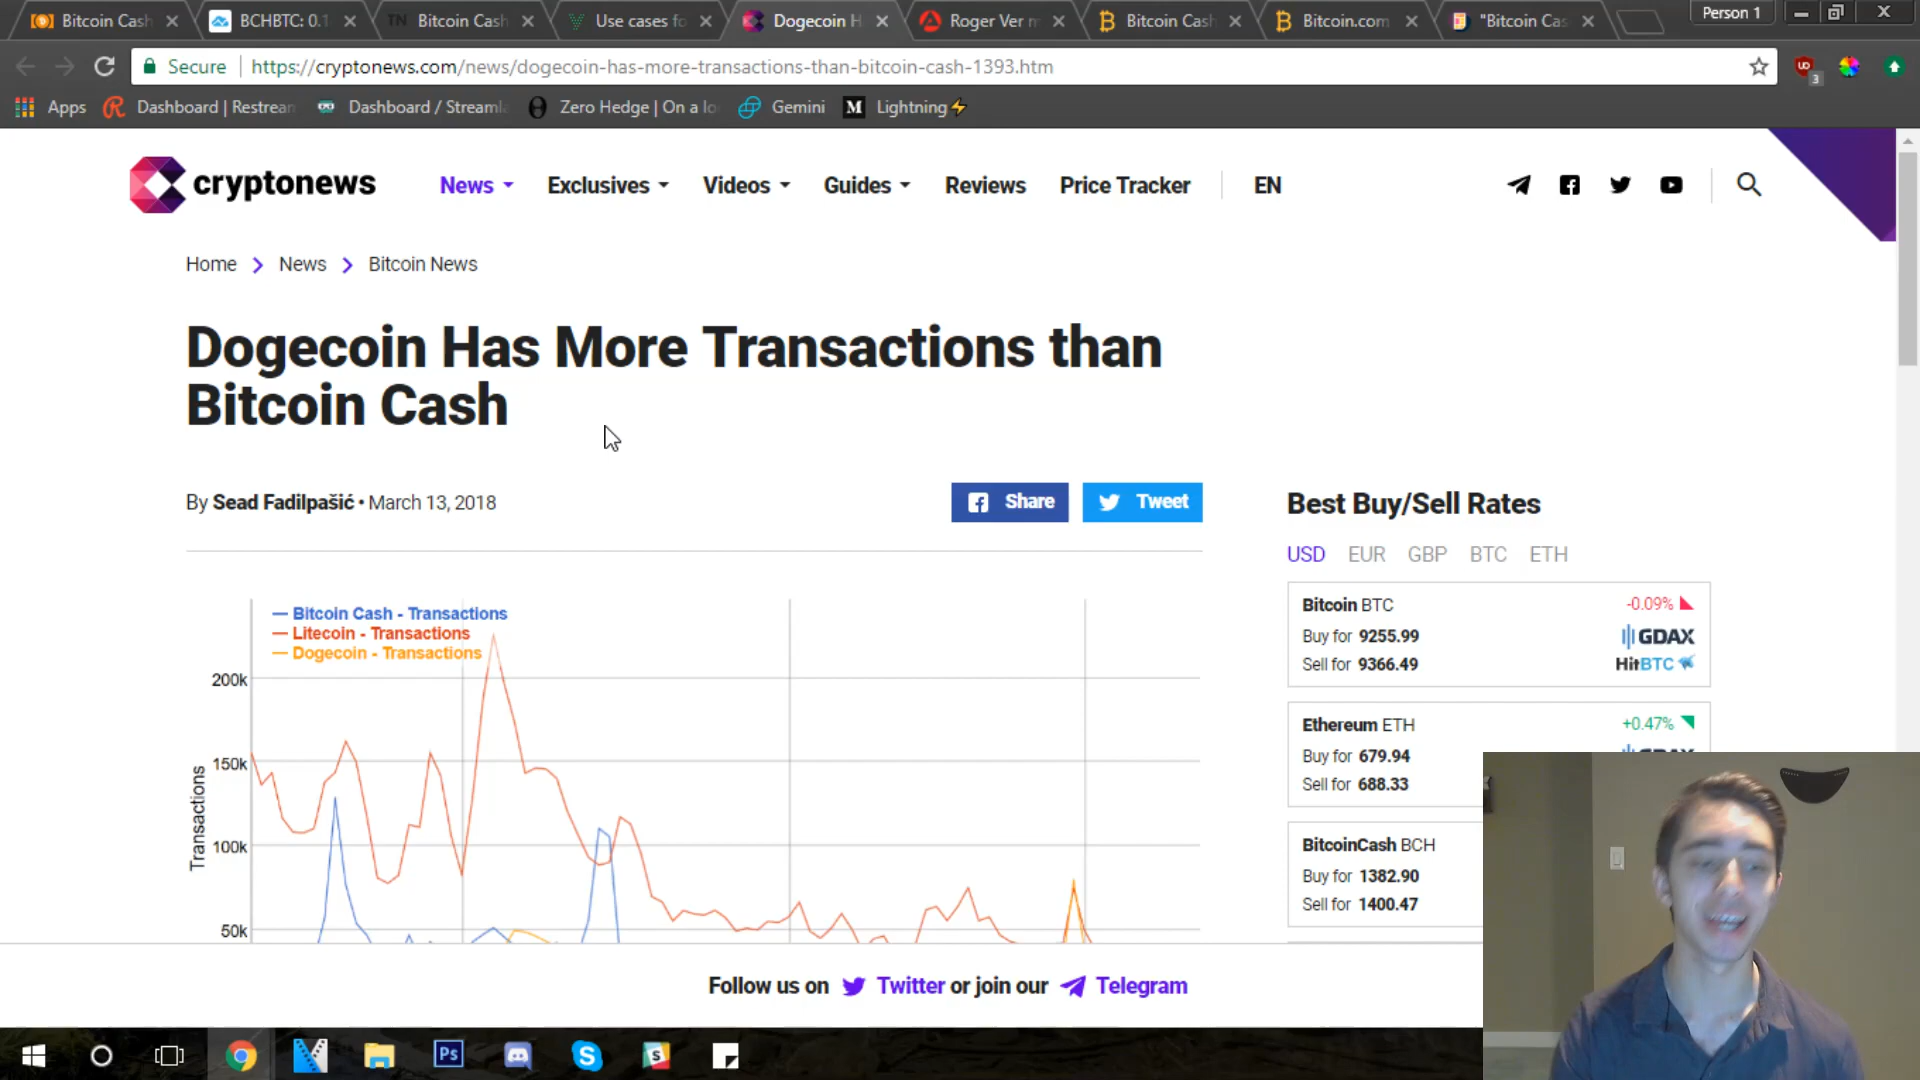 Bitcoin Cash
BCHBTC: 0.1
TN Bitcoin Cash
Use cases fo
Dogecoin H
Roger Ver m
Bitcoin Cash
Bitcoin.com
"Bitcoin Cas
Person 1
Secure
https://cryptonews.com/news/dogecoin-has-more-transactions-than-bitcoin-cash-1393.htm
3
Apps
Dashboard | Restrean
Dashboard / Streamla
Zero Hedge | On a lo
Gemini
M Lightning⚡
cryptonews
News
Exclusives
Videos
Guides
Reviews
Price Tracker
EN
Home > News > Bitcoin News
Dogecoin Has More Transactions than
Bitcoin Cash
By Sead Fadilpašić • March 13, 2018
Share
Tweet
Best Buy/Sell Rates
USD EUR GBP BTC ETH
Bitcoin BTC -0.09%
Buy for 9255.99 GDAX
Sell for 9366.49 HitBTC
Ethereum ETH +0.47%
Buy for 679.94 GDAX
Sell for 688.33
BitcoinCash BCH
Buy for 1382.90
Sell for 1400.47
Bitcoin Cash - Transactions
Litecoin - Transactions
Dogecoin - Transactions
Transactions
200k
150k
100k
50k
Follow us on Twitter or join our Telegram
Ps